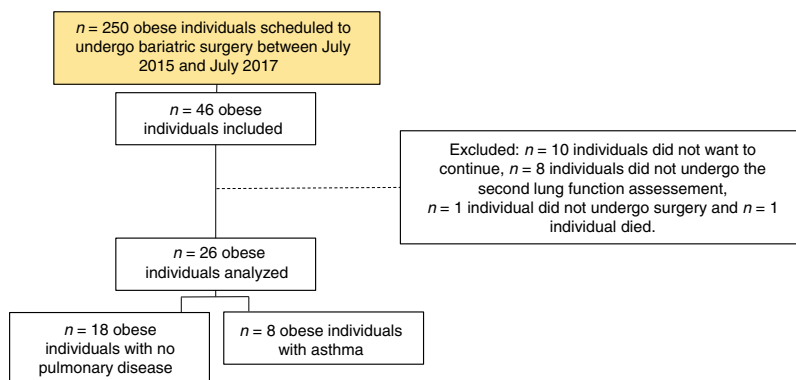 n = 250 obese individuals scheduled to
undergo bariatric surgery between July
2015 and July 2017
n = 46 obese
individuals included
Excluded: n = 10 individuals did not want to
continue, n = 8 individuals did not undergo the
second lung function assessement,
n = 1 individual did not undergo surgery and n = 1
individual died.
n = 26 obese
individuals analyzed
n = 18 obese
individuals with no
pulmonary disease
n = 8 obese individuals
with asthma